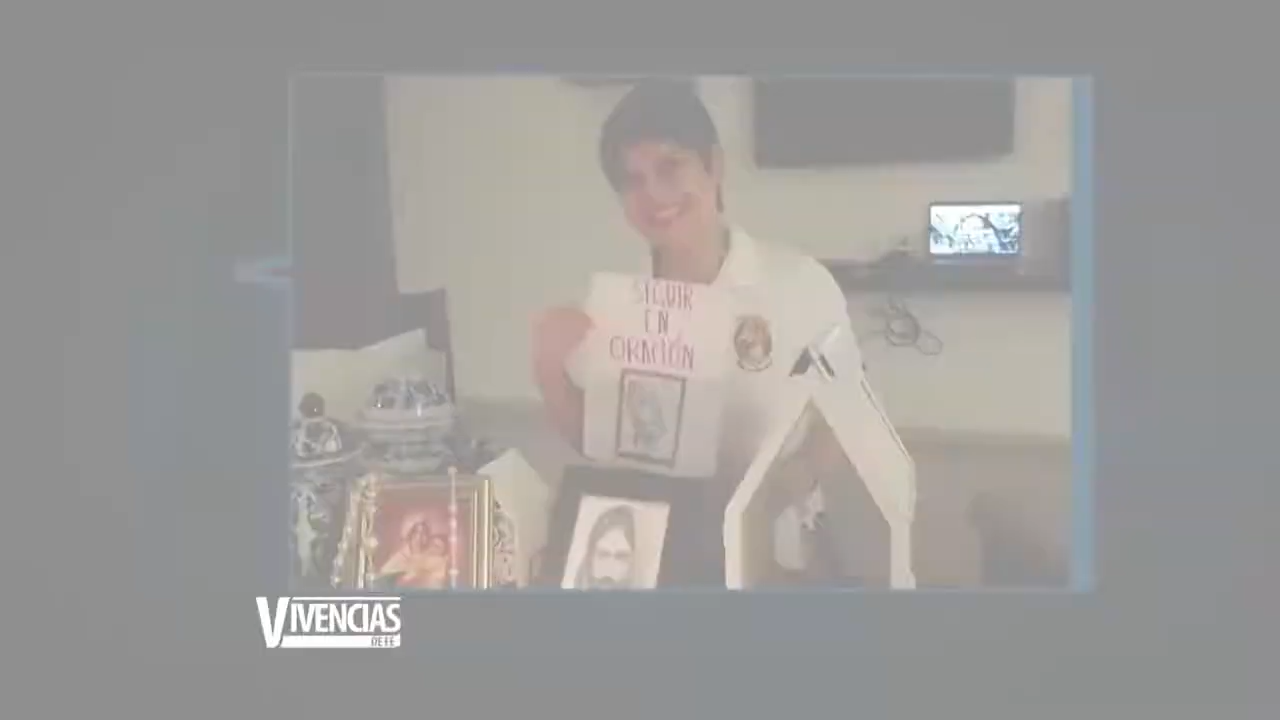 SEGUIR
EN
ORACIÓN
VIVENCIAS
DE FE